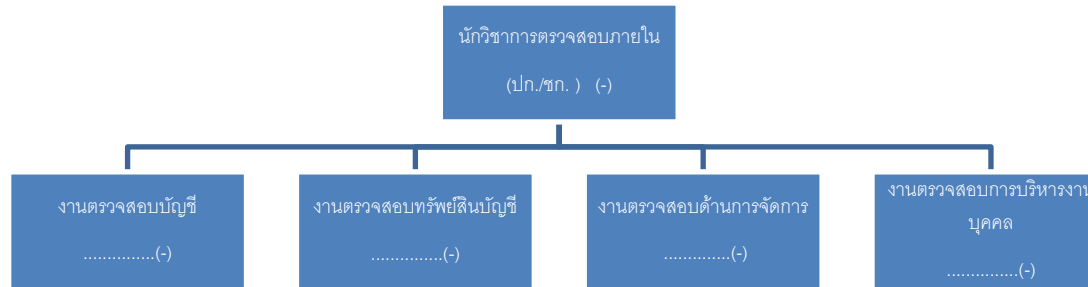 นักวิชาการตรวจสอบภายใน
(ปก./ชก. ) (-)
งานตรวจสอบบัญชี
...............(-)
งานตรวจสอบทรัพย์สินบัญชี
...............(-)
งานตรวจสอบด้านการจัดการ
...............(-)
งานตรวจสอบการบริหารงาน
บุคคล
...............(-)